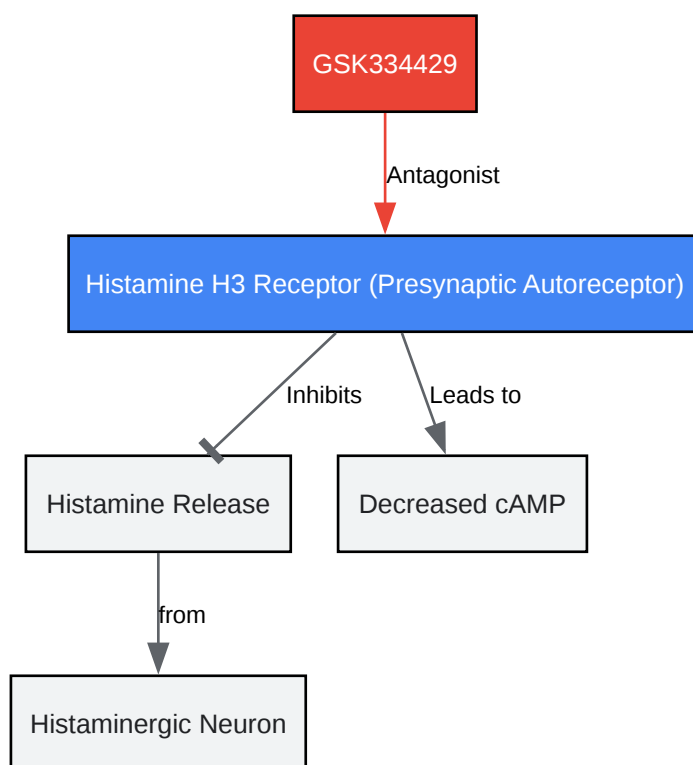 GSK334429
Antagonist
Histamine H3 Receptor (Presynaptic Autoreceptor)
Inhibits
Leads to
Histamine Release
Decreased cAMP
from
Histaminergic Neuron